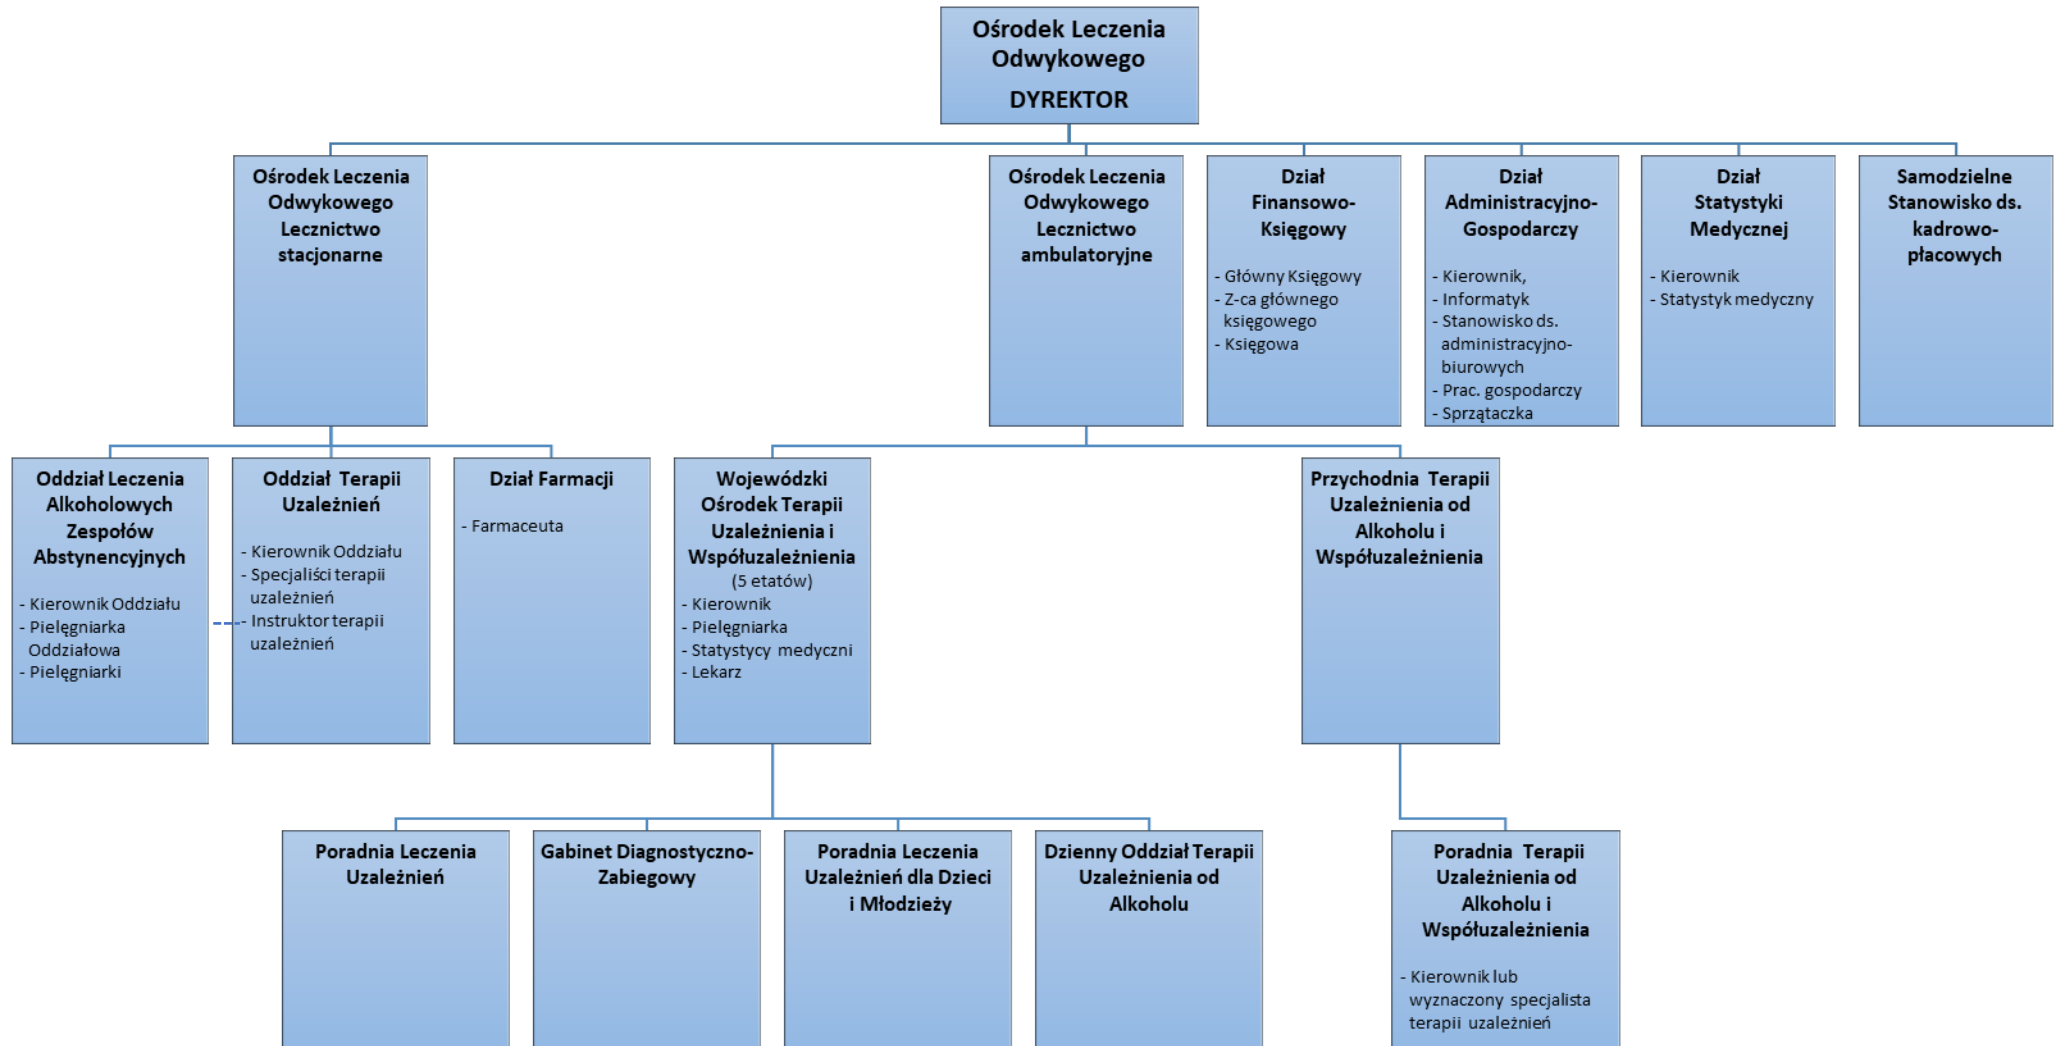 Ośrodek Leczenia
Odwykowego
DYREKTOR
Ośrodek Leczenia
Odwykowego
Lecznictwo
stacjonarne
Ośrodek Leczenia
Odwykowego
Lecznictwo
ambulatoryjne
Dział
Finansowo-
Księgowy
- Główny Księgowy
- Z-ca głównego
księgowego
- Księgowa
Dział
Administracyjno-
Gospodarczy
- Kierownik,
- Informatyk
- Stanowisko ds.
administracyjno-
biurowych
- Prac. gospodarczy
- Sprzątaczka
Dział
Statystyki
Medycznej
- Kierownik
- Statystyk medyczny
Samodzielne
Stanowisko ds.
kadrowo-
płacowych
Oddział Leczenia
Alkoholowych
Zespołów
Abstynencyjnych
- Kierownik Oddziału
- Pielęgniarka
Oddziałowa
- Pielęgniarki
Oddział Terapii
Uzależnień
- Kierownik Oddziału
- Specjaliści terapii
uzależnień
- Instruktor terapii
uzależnień
Dział Farmacji
- Farmaceuta
Wojewódzki
Ośrodek Terapii
Uzależnienia i
Współuzależnienia
(5 etatów)
- Kierownik
- Pielęgniarka
- Statystycy medyczni
- Lekarz
Przychodnia Terapii
Uzależnienia od
Alkoholu i
Współuzależnienia
Poradnia Leczenia
Uzależnień
Gabinet Diagnostyczno-
Zabiegowy
Poradnia Leczenia
Uzależnień dla Dzieci
i Młodzieży
Dzienny Oddział Terapii
Uzależnienia od
Alkoholu
Poradnia Terapii
Uzależnienia od
Alkoholu i
Współuzależnienia
- Kierownik lub
wyznaczony specjalista
terapii uzależnień